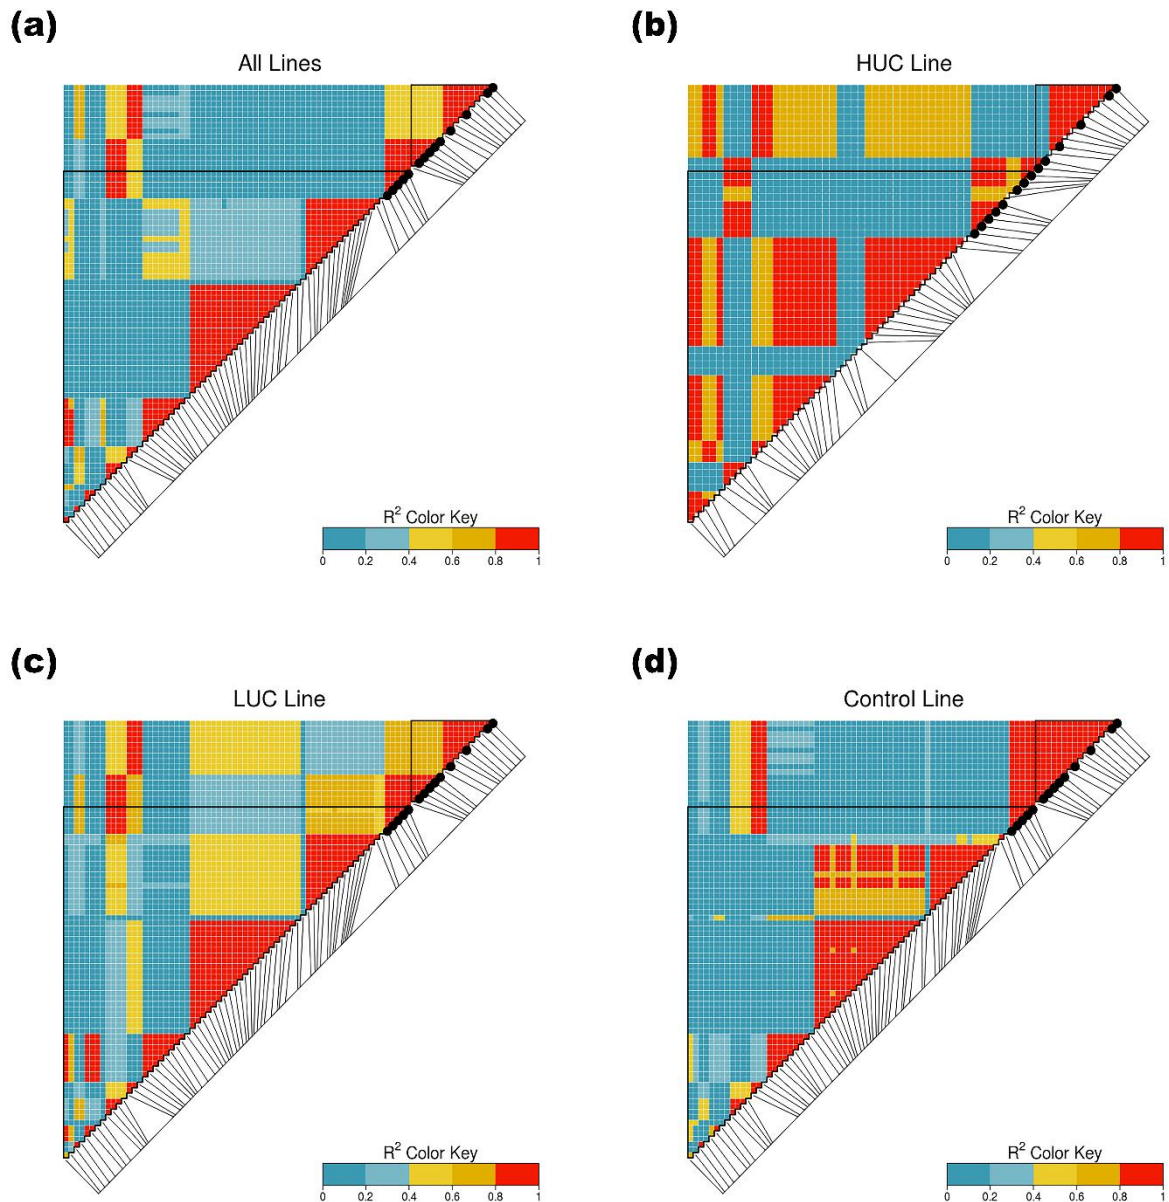 (a)
All Lines
R² Color Key
0 0.2 0.4 0.6 0.8 1
(b)
HUC Line
R² Color Key
0 0.2 0.4 0.6 0.8 1
(c)
LUC Line
R² Color Key
0 0.2 0.4 0.6 0.8 1
(d)
Control Line
R² Color Key
0 0.2 0.4 0.6 0.8 1